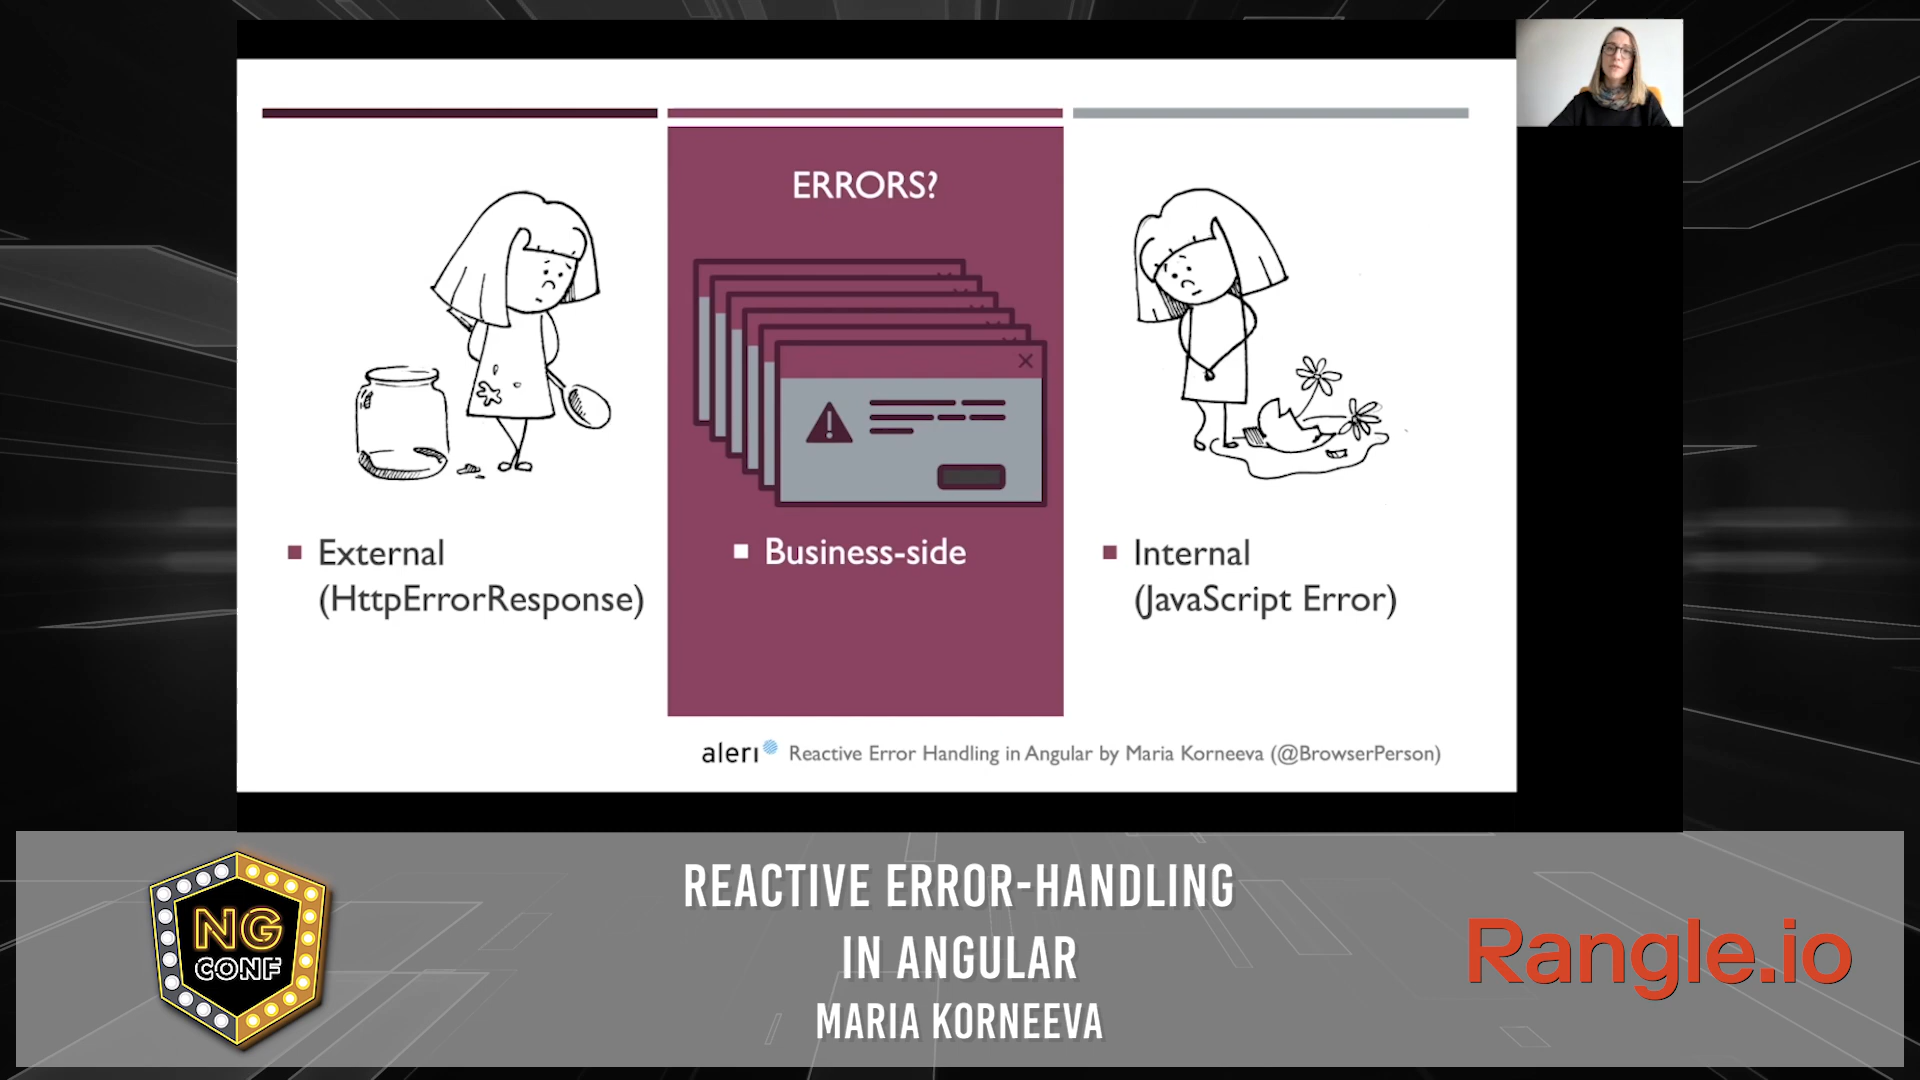 ERRORS?
External
(HttpErrorResponse)
Business-side
Internal
(JavaScript Error)
aleri Reactive Error Handling in Angular by Maria Korneeva (@BrowserPerson)
NG
CONF
REACTIVE ERROR-HANDLING
IN ANGULAR
MARIA KORNEEVA
Rangle.io